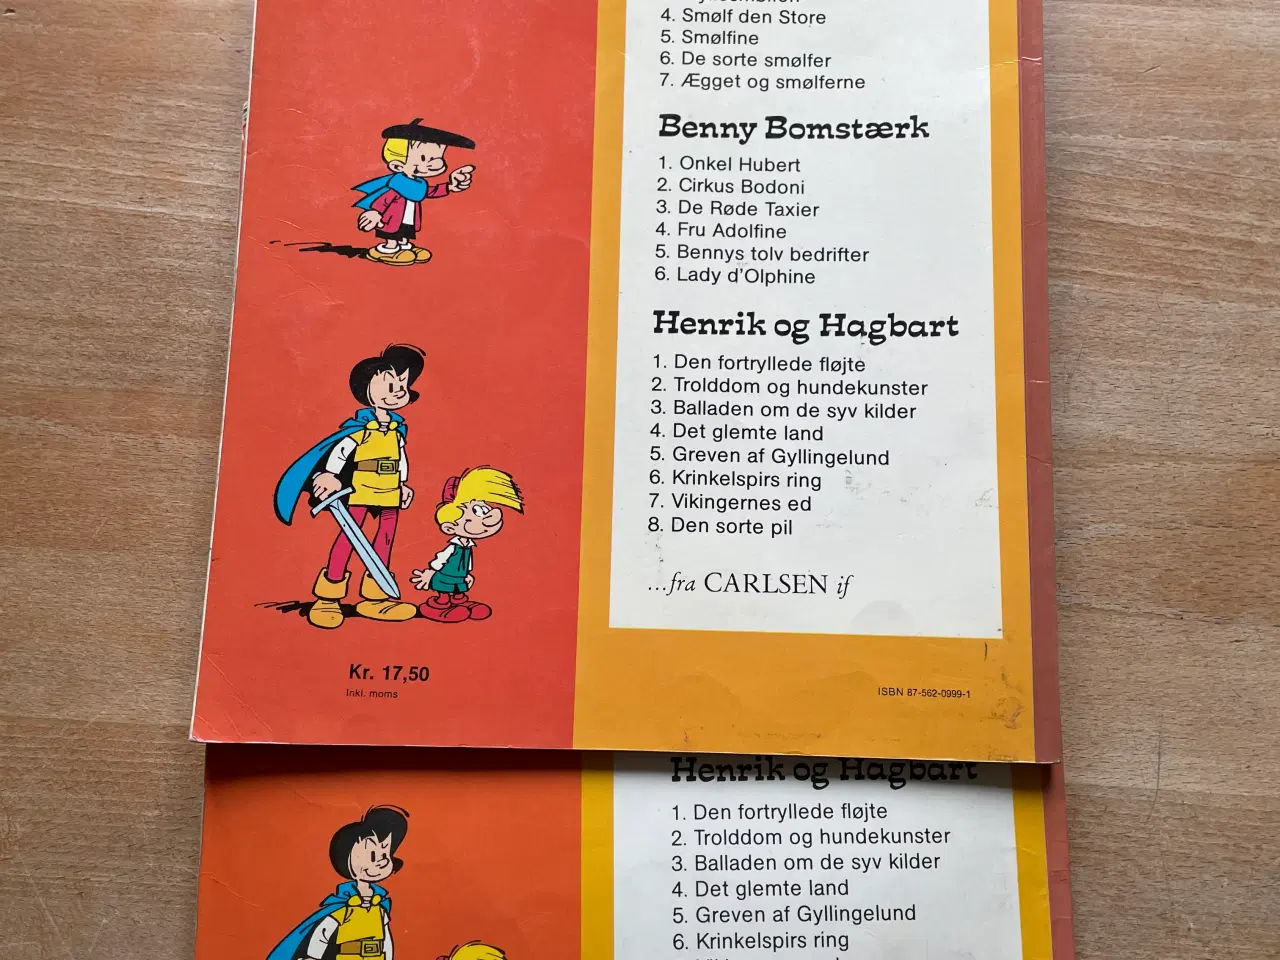 4. Smølf den Store
5. Smølfine
6. De sorte smølfer
7. Ægget og smølferne
Benny Bomstærk
1. Onkel Hubert
2. Cirkus Bodoni
3. De Røde Taxier
4. Fru Adolfine
5. Bennys tolv bedrifter
6. Lady d'Olphine
Henrik og Hagbart
1. Den fortryllede fløjte
2. Trolddom og hundekunster
3. Balladen om de syv kilder
4. Det glemte land
5. Greven af Gyllingelund
6. Krinkelspirs ring
7. Vikingernes ed
8. Den sorte pil
...fra CARLSEN if
Kr. 17,50
Inkl. moms
ISBN 87-562-0999-1
Henrik og Hagbart
1. Den fortryllede fløjte
2. Trolddom og hundekunster
3. Balladen om de syv kilder
4. Det glemte land
5. Greven af Gyllingelund
6. Krinkelspirs ring